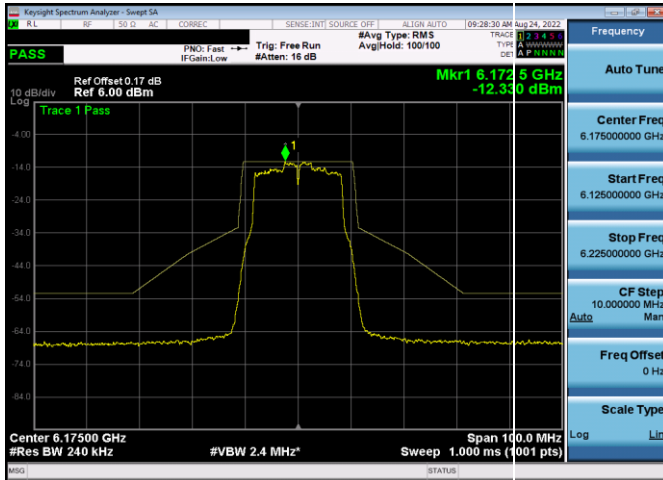 Keysight Spectrum Analyzer - Swept SA
RL RF 50 Ω AC CORREC SENSE:INT SOURCE OFF ALIGN AUTO 09:28:30 AM Aug 24, 2022
PASS
PNO: Fast
IFGain:Low
Trig: Free Run
#Atten: 16 dB
#Avg Type: RMS
Avg|Hold: 100/100
TRACE 1 2 3 4 5 6
TYPE A WWWWW
DET A P N N N N
Ref Offset 0.17 dB
Ref 6.00 dBm
10 dB/div
Log
Mkr1 6.172 5 GHz
-12.330 dBm
Trace 1 Pass
1
-4.00
-14.0
-24.0
-34.0
-44.0
-54.0
-64.0
-74.0
-84.0
Center 6.17500 GHz
#Res BW 240 kHz
#VBW 2.4 MHz*
Span 100.0 MHz
Sweep 1.000 ms (1001 pts)
MSG
STATUS
Frequency
Auto Tune
Center Freq
6.175000000 GHz
Start Freq
6.125000000 GHz
Stop Freq
6.225000000 GHz
CF Step
10.000000 MHz
Auto Man
Freq Offset
0 Hz
Scale Type
Log Lin